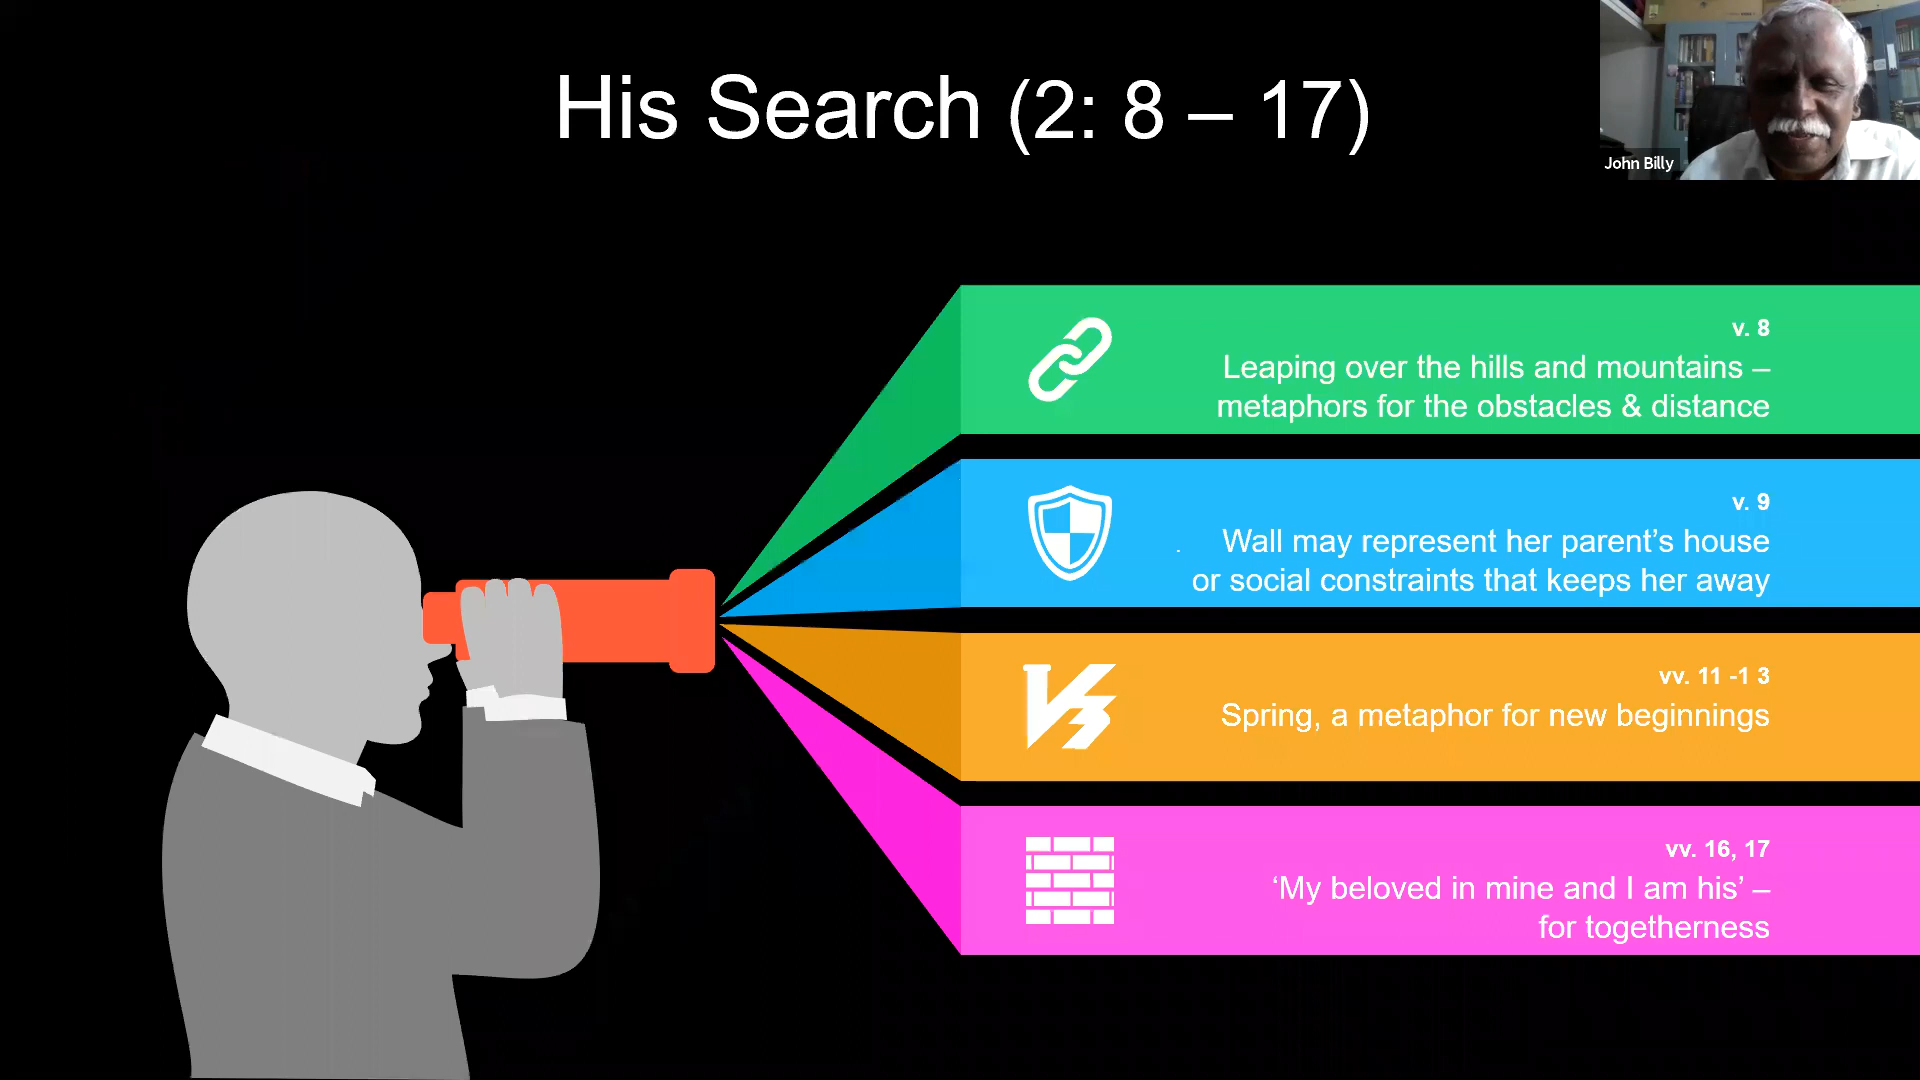 His Search (2: 8 – 17)
John Billy
v. 8
Leaping over the hills and mountains –
metaphors for the obstacles & distance
v. 9
. Wall may represent her parent’s house
or social constraints that keeps her away
vv. 11 -1 3
Spring, a metaphor for new beginnings
vv. 16, 17
‘My beloved in mine and I am his’ –
for togetherness